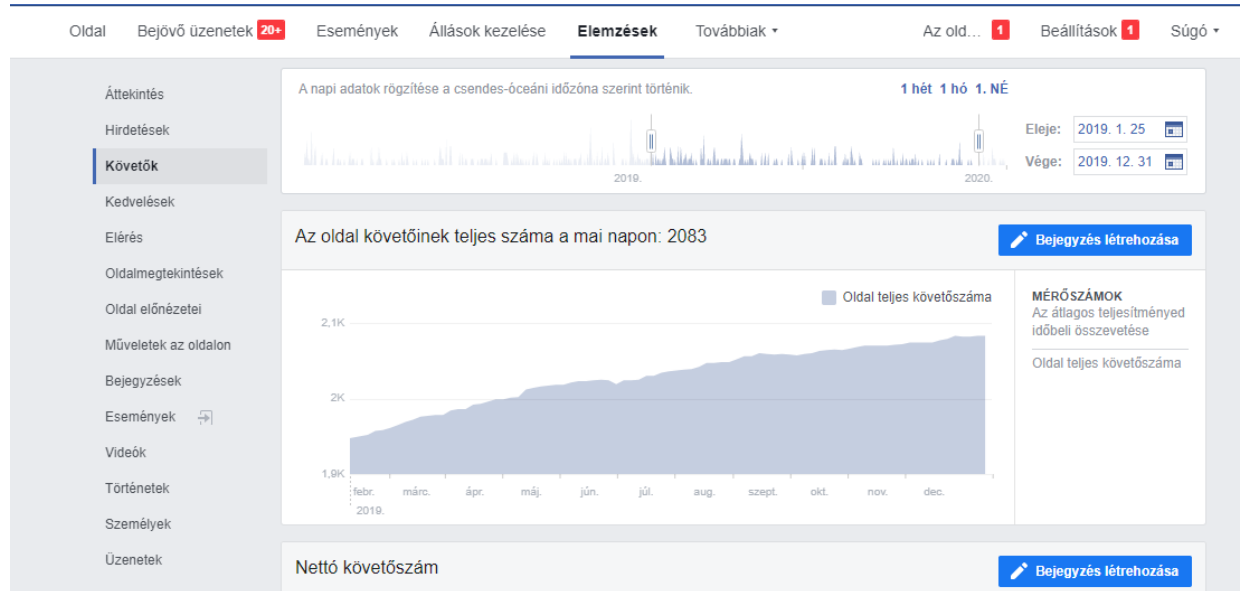 Oldal Bejövő üzenetek 20+ Események Állások kezelése Elemzések Továbbiak Az old... 1 Beállítások 1 Súgó
Áttekintés
Hirdetések
Követők
Kedvelések
Elérés
Oldalmegtekintések
Oldal előnézetei
Műveletek az oldalon
Bejegyzések
Események
Videók
Történetek
Személyek
Üzenetek
A napi adatok rögzítése a csendes-óceáni időzóna szerint történik.
1 hét 1 hó 1. NÉ
2019.
2020.
Eleje: 2019. 1. 25
Vége: 2019. 12. 31
Az oldal követőinek teljes száma a mai napon: 2083
Bejegyzés létrehozása
Oldal teljes követőszáma
2,1K
2K
1,9K
febr. márc. ápr. máj. jún. júl. aug. szept. okt. nov. dec.
2019.
MÉRŐSZÁMOK
Az átlagos teljesítményed
időbeli összevetése
Oldal teljes követőszáma
Nettó követőszám
Bejegyzés létrehozása